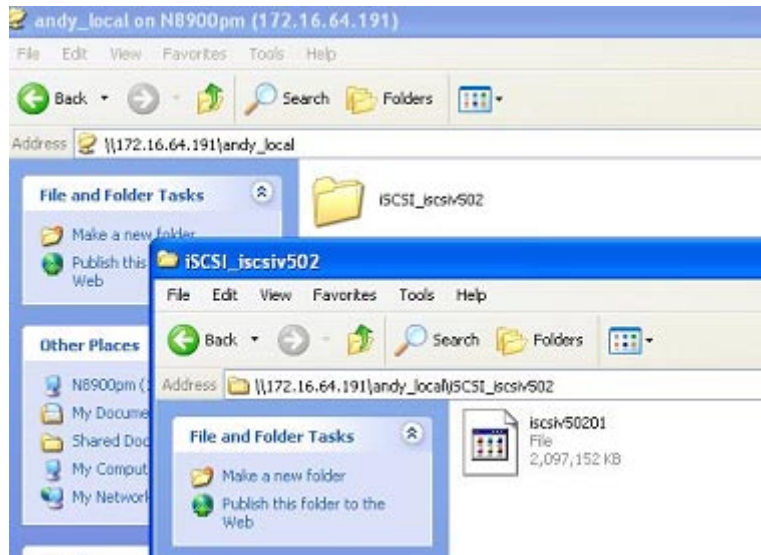 andy_local on N8900pm (172.16.64.191)
File Edit View Favorites Tools Help
Back Search Folders
Address \\172.16.64.191\andy_local
File and Folder Tasks
iSCSI_iscsiv502
Make a new folder
Publish this
Web
iSCSI_iscsiv502
File Edit View Favorites Tools Help
Back Search Folders
Other Places
Address \\172.16.64.191\andy_local\iSCSI_iscsiv502
N8900pm (
My Docume
Shared Doc
My Comput
My Network
File and Folder Tasks
Make a new folder
Publish this folder to the
Web
iscsiv50201
File
2,097,152 KB